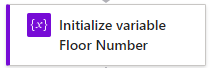 {x}
Initialize variable
Floor Number